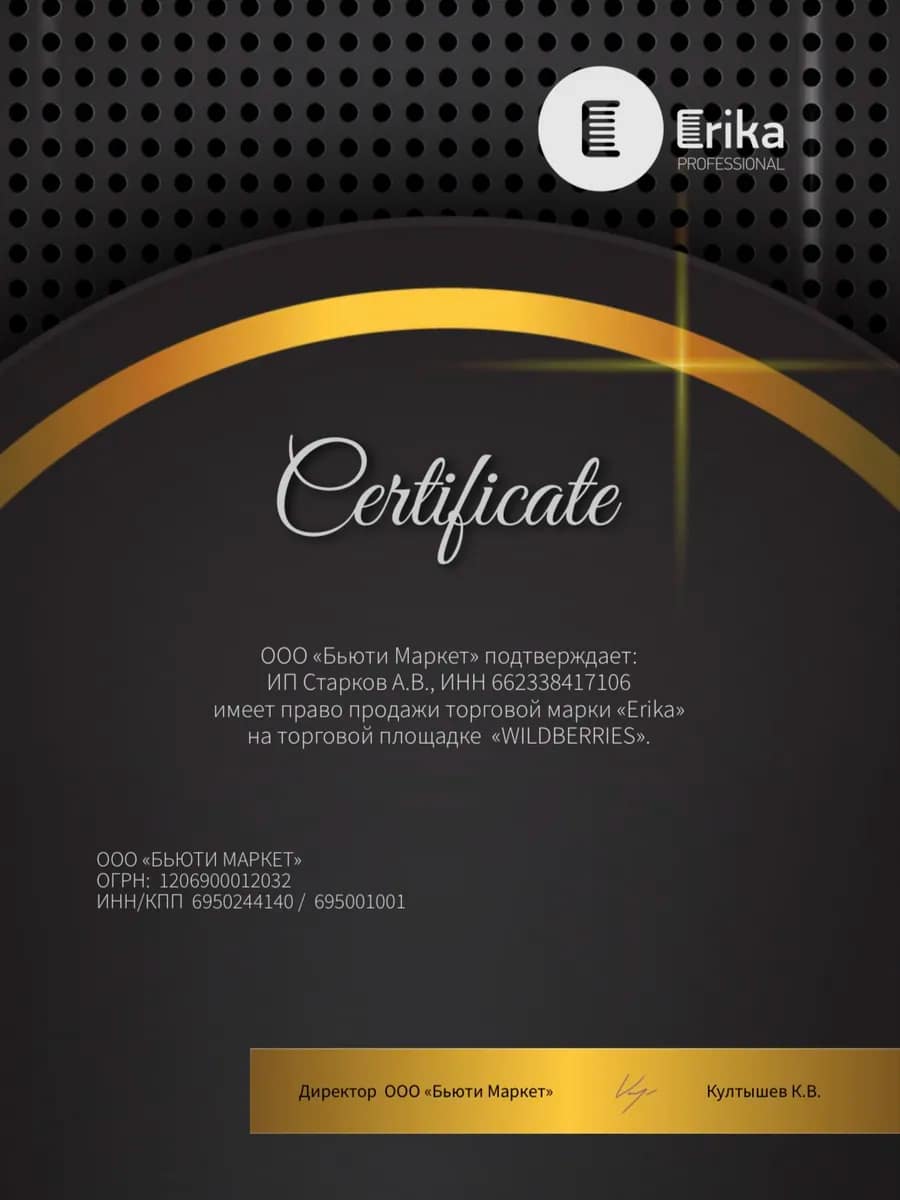 Erika
PROFESSIONAL
Certificate
ООО «Бьюти Маркет» подтверждает:
ИП Старков А.В., ИНН 662338417106
имеет право продажи торговой марки «Erika»
на торговой площадке «WILDBERRIES».
ООО «БЬЮТИ МАРКЕТ»
ОГРН: 1206900012032
ИНН/КПП 6950244140 / 695001001
Директор ООО «Бьюти Маркет» Култышев К.В.